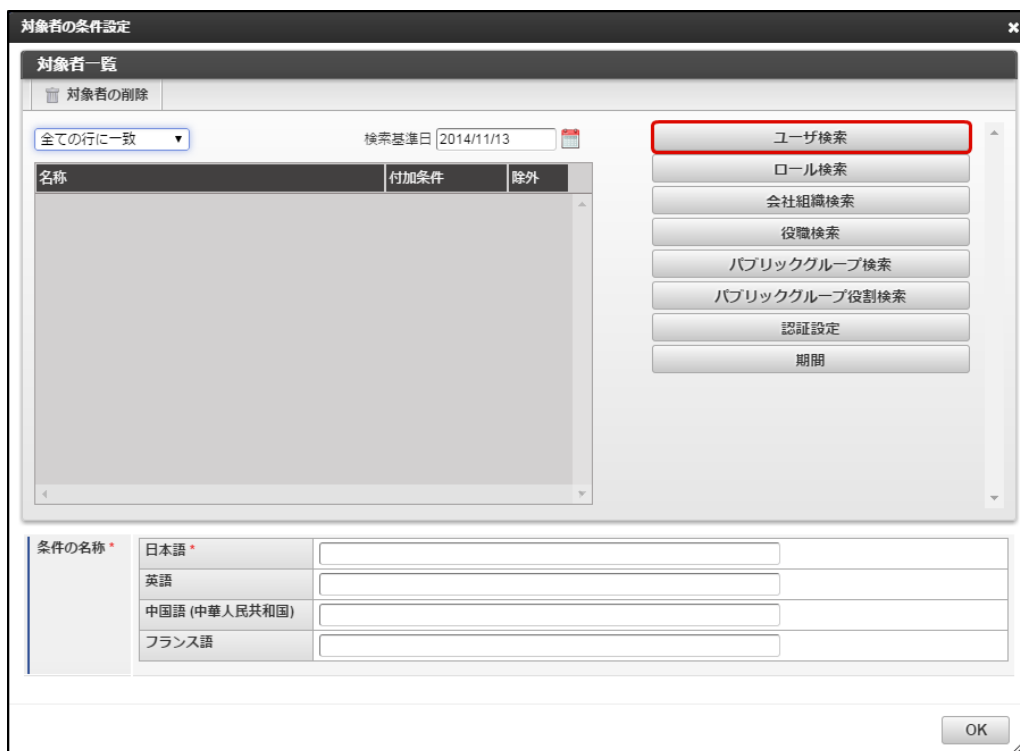 対象者の条件設定
対象者一覧
対象者の削除
全ての行に一致
検索基準日 2014/11/13
名称 付加条件 除外
ユーザ検索
ロール検索
会社組織検索
役職検索
パブリックグループ検索
パブリックグループ役割検索
認証設定
期間
条件の名称 *
日本語 *
英語
中国語 (中華人民共和国)
フランス語
OK